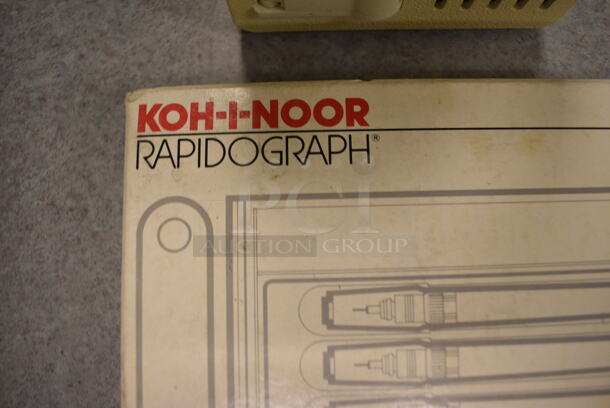 KOH-I-NOOR
RAPIDOGRAPH®
PCI
AUCTION GROUP